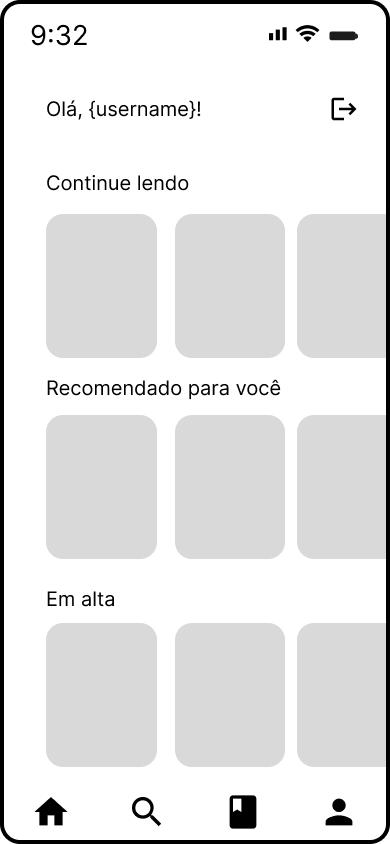 9:32
Olá, {username}!
Continue lendo
Recomendado para você
Em alta